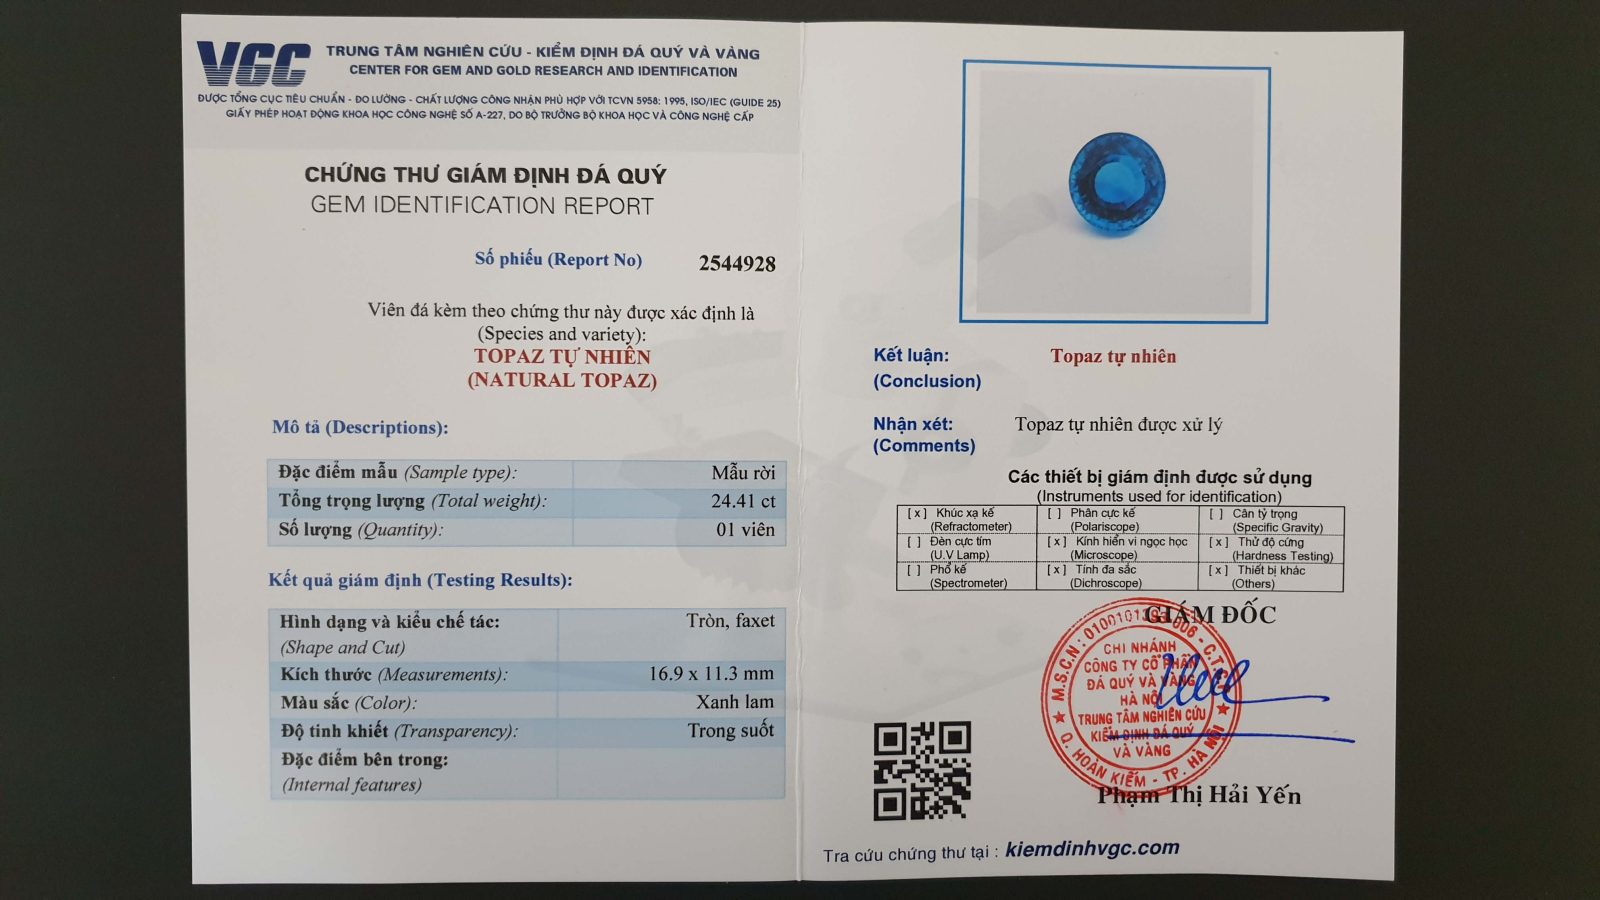 VGC
TRUNG TÂM NGHIÊN CỨU - KIỂM ĐỊNH ĐÁ QUÝ VÀ VÀNG
CENTER FOR GEM AND GOLD RESEARCH AND IDENTIFICATION
ĐƯỢC TỔNG CỤC TIÊU CHUẨN - ĐO LƯỜNG - CHẤT LƯỢNG CÔNG NHẬN PHÙ HỢP VỚI TCVN 5958: 1995, ISO/IEC (GUIDE 25)
GIẤY PHÉP HOẠT ĐỘNG KHOA HỌC CÔNG NGHỆ SỐ A-227, DO BỘ TRƯỞNG BỘ KHOA HỌC VÀ CÔNG NGHỆ CẤP
CHỨNG THƯ GIÁM ĐỊNH ĐÁ QUÝ
GEM IDENTIFICATION REPORT
Số phiếu (Report No) 2544928
Viên đá kèm theo chứng thư này được xác định là
(Species and variety):
TOPAZ TỰ NHIÊN
(NATURAL TOPAZ)
Mô tả (Descriptions):
Đặc điểm mẫu (Sample type): Mẫu rời
Tổng trọng lượng (Total weight): 24.41 ct
Số lượng (Quantity): 01 viên
Kết quả giám định (Testing Results):
Hình dạng và kiểu chế tác: Tròn, faxet
(Shape and Cut)
Kích thước (Measurements): 16.9 x 11.3 mm
Màu sắc (Color): Xanh lam
Độ tinh khiết (Transparency): Trong suốt
Đặc điểm bên trong:
(Internal features)
Kết luận: Topaz tự nhiên
(Conclusion)
Nhận xét: Topaz tự nhiên được xử lý
(Comments)
Các thiết bị giám định được sử dụng
(Instruments used for identification)
[ x ] Khúc xạ kế [ ] Phân cực kế [ ] Cân tỷ trọng
(Refractometer) (Polariscope) (Specific Gravity)
[ ] Đèn cực tím [ x ] Kính hiển vi ngọc học [ x ] Thử độ cứng
(U.V Lamp) (Microscope) (Hardness Testing)
[ ] Phổ kế [ x ] Tính đa sắc [ x ] Thiết bị khác
(Spectrometer) (Dichroscope) (Others)
GIÁM ĐỐC
CHI NHÁNH
CÔNG TY CỔ PHẦN
ĐÁ QUÝ VÀ VÀNG
HÀ NỘI
TRUNG TÂM NGHIÊN CỨU
KIỂM ĐỊNH ĐÁ QUÝ
VÀ VÀNG
Q. HOÀN KIẾM - TP. HÀ NỘI
Phạm Thị Hải Yến
Tra cứu chứng thư tại : kiemdinhvgc.com